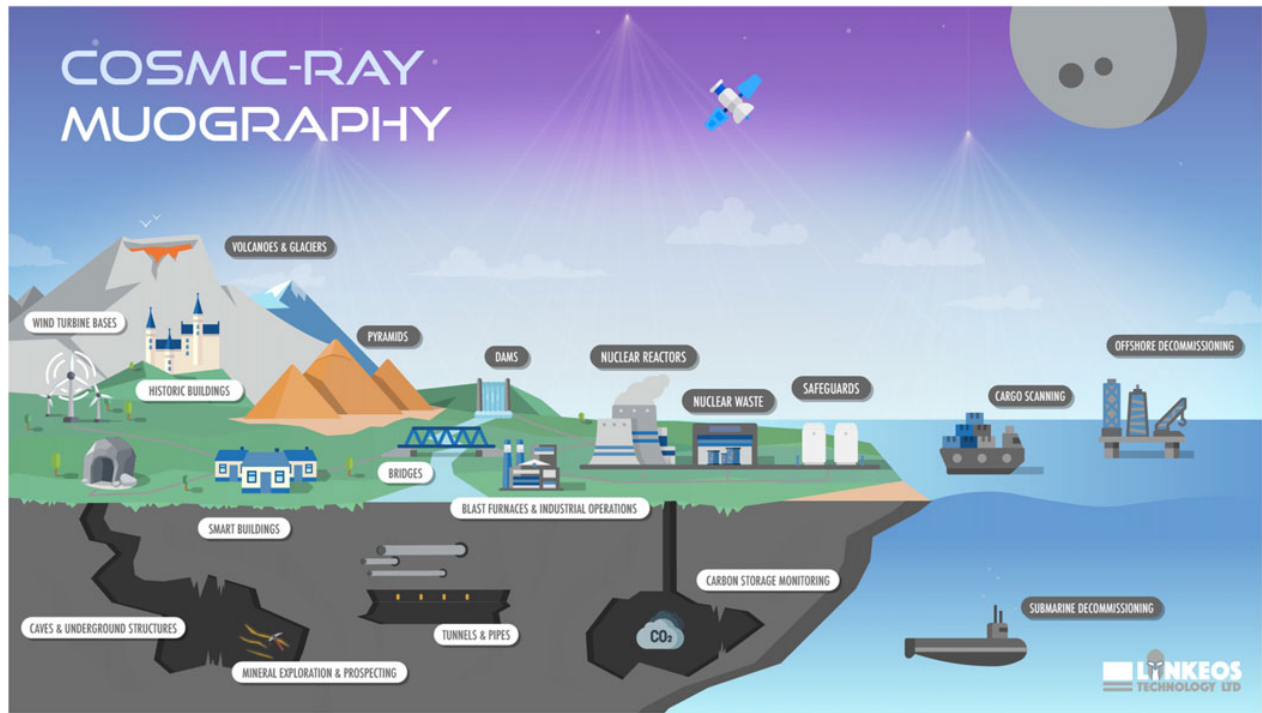 COSMIC-RAY
MUOGRAPHY
VOLCANOES & GLACIERS
WIND TURBINE BASES
PYRAMIDS
HISTORIC BUILDINGS
DAMS
NUCLEAR REACTORS
NUCLEAR WASTE
SAFEGUARDS
CARGO SCANNING
OFFSHORE DECOMMISSIONING
BRIDGES
BLAST FURNACES & INDUSTRIAL OPERATIONS
SMART BUILDINGS
CARBON STORAGE MONITORING
CAVES & UNDERGROUND STRUCTURES
TUNNELS & PIPES
CO₂
SUBMARINE DECOMMISSIONING
MINERAL EXPLORATION & PROSPECTING
LYNKEOS
TECHNOLOGY LTD